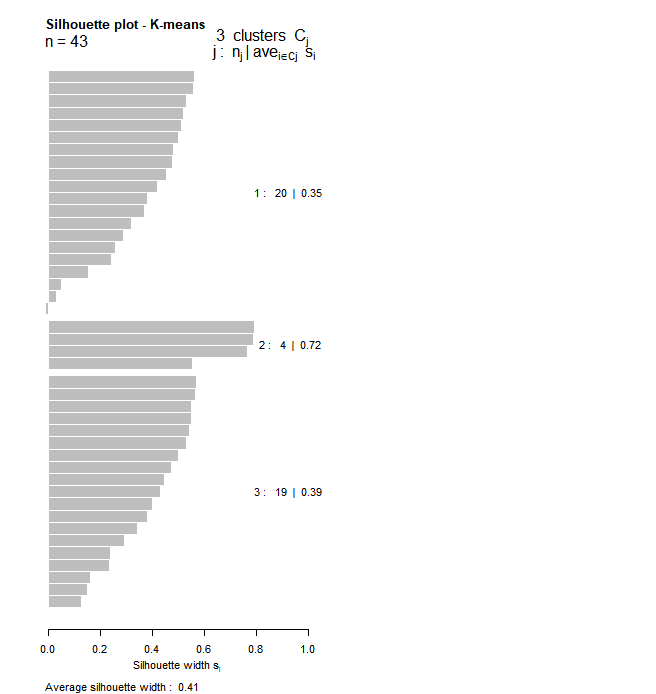 Silhouette plot - K-means
n = 43
3 clusters Cj
j : nj | avei∈Cj si
1 : 20 | 0.35
2 : 4 | 0.72
3 : 19 | 0.39
0.0 0.2 0.4 0.6 0.8 1.0
Silhouette width si
Average silhouette width : 0.41